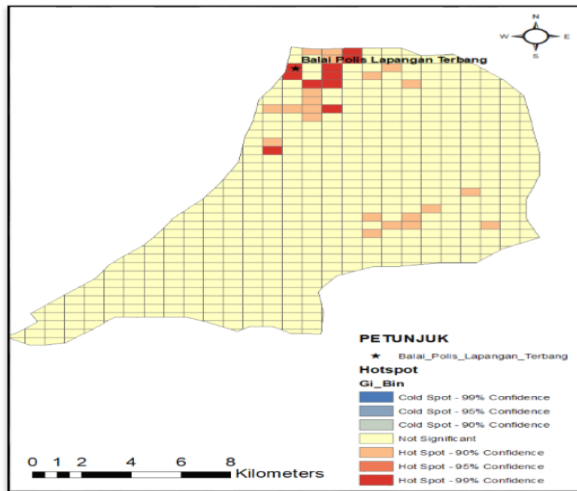 N
W E
S
Balai Polis Lapangan Terbang
PETUNJUK
Balai_Polis_Lapangan_Terbang
Hotspot
Gi_Bin
Cold Spot - 99% Confidence
Cold Spot - 95% Confidence
Cold Spot - 90% Confidence
Not Significant
Hot Spot - 90% Confidence
Hot Spot - 95% Confidence
Hot Spot - 99% Confidence
0 1 2 4 6 8
Kilometers